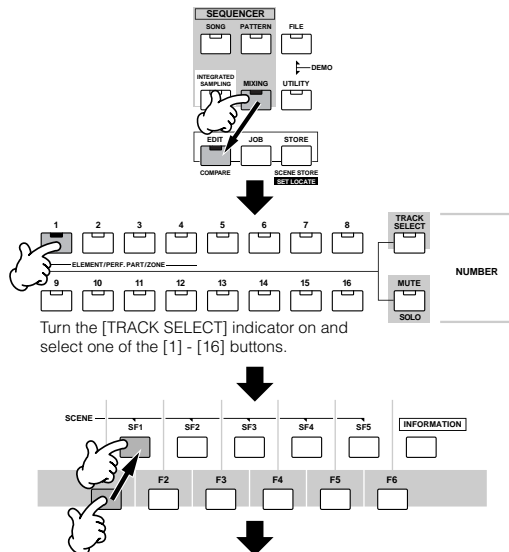 SEQUENCER
SONG PATTERN FILE
DEMO
INTEGRATED
SAMPLING
MIXING UTILITY
EDIT JOB STORE
COMPARE SCENE STORE
SET LOCATE
1 2 3 4 5 6 7 8
TRACK
SELECT
ELEMENT/PERF. PART/ZONE
NUMBER
9 10 11 12 13 14 15 16
MUTE
SOLO
Turn the [TRACK SELECT] indicator on and
select one of the [1] - [16] buttons.
SCENE
SF1 SF2 SF3 SF4 SF5
INFORMATION
F2 F3 F4 F5 F6